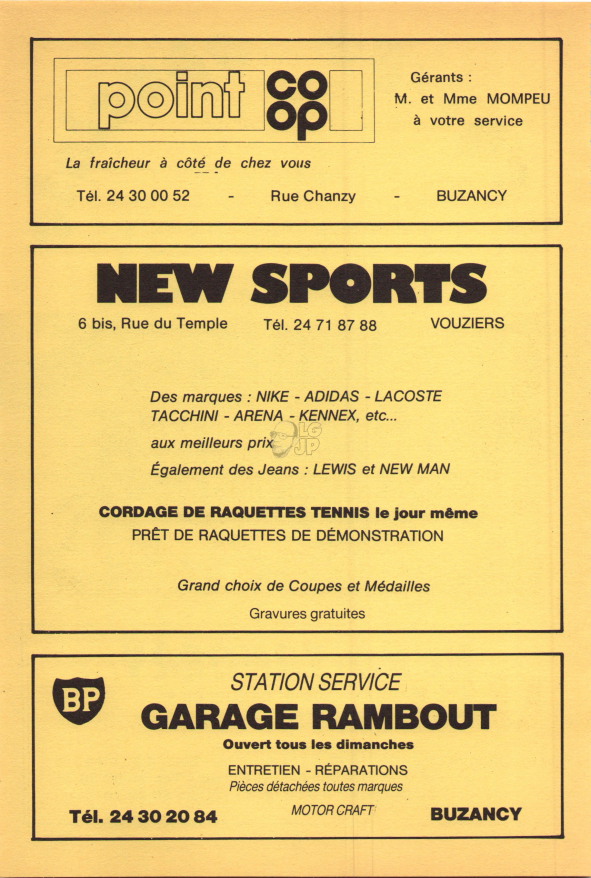 point CO OP
Gérants :
M. et Mme MOMPEU
à votre service
La fraîcheur à côté de chez vous
Tél. 24 30 00 52 - Rue Chanzy - BUZANCY
NEW SPORTS
6 bis, Rue du Temple Tél. 24 71 87 88 VOUZIERS
Des marques : NIKE - ADIDAS - LACOSTE
TACCHINI - ARENA - KENNEX, etc...
aux meilleurs prix
LG
JP
Également des Jeans : LEWIS et NEW MAN
CORDAGE DE RAQUETTES TENNIS le jour même
PRÊT DE RAQUETTES DE DÉMONSTRATION
Grand choix de Coupes et Médailles
Gravures gratuites
BP
STATION SERVICE
GARAGE RAMBOUT
Ouvert tous les dimanches
ENTRETIEN - RÉPARATIONS
Pièces détachées toutes marques
MOTOR CRAFT
Tél. 24 30 20 84 BUZANCY